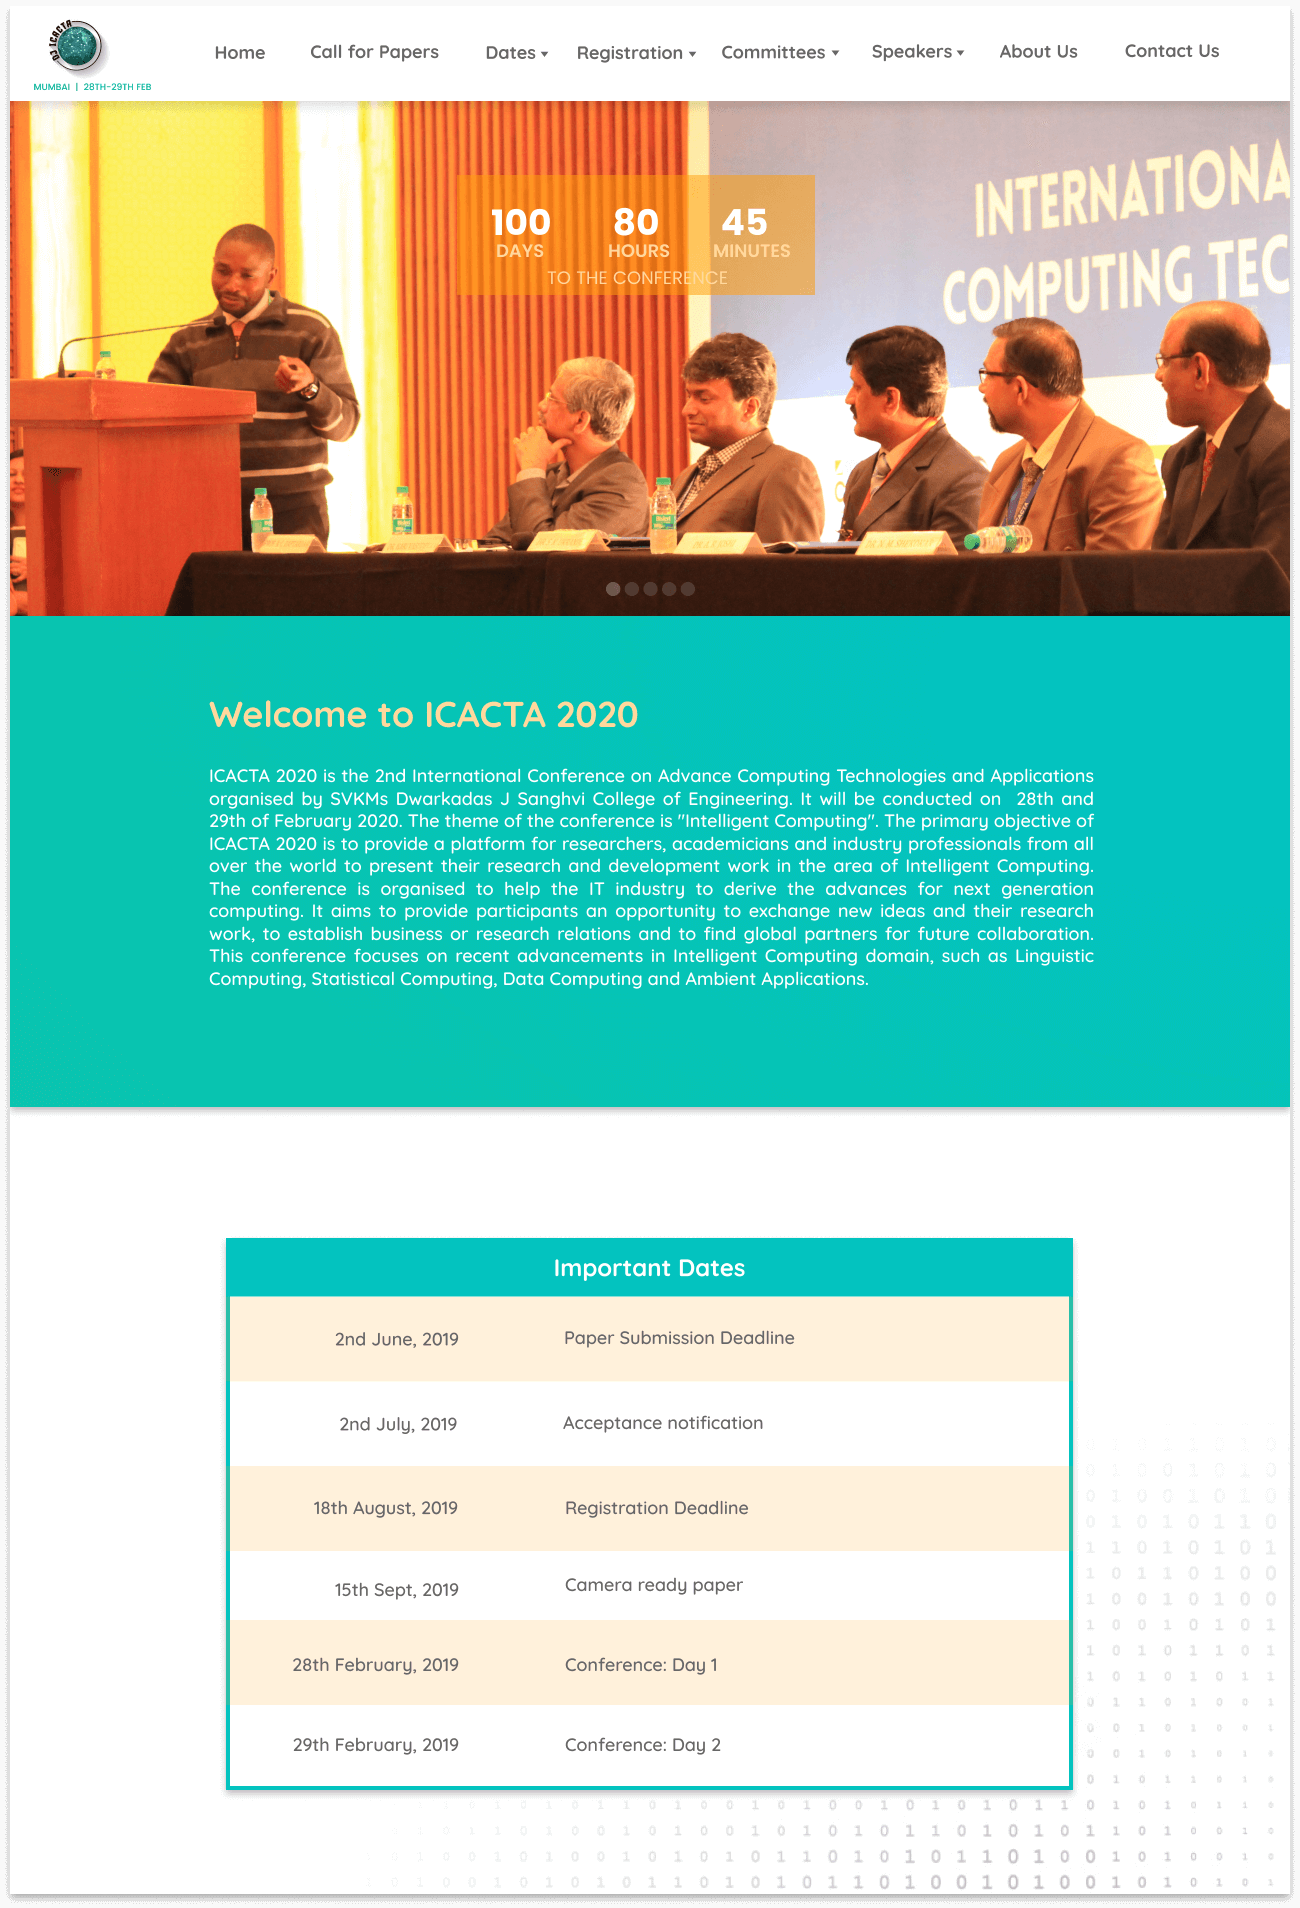 DJ ICACTA
MUMBAI | 28TH-29TH FEB
Home Call for Papers Dates Registration Committees Speakers About Us Contact Us
INTERNATIONA
COMPUTING TEC
100 80 45
DAYS HOURS MINUTES
TO THE CONFERENCE
Welcome to ICACTA 2020
ICACTA 2020 is the 2nd International Conference on Advance Computing Technologies and Applications
organised by SVKMs Dwarkadas J Sanghvi College of Engineering. It will be conducted on 28th and
29th of February 2020. The theme of the conference is "Intelligent Computing". The primary objective of
ICACTA 2020 is to provide a platform for researchers, academicians and industry professionals from all
over the world to present their research and development work in the area of Intelligent Computing.
The conference is organised to help the IT industry to derive the advances for next generation
computing. It aims to provide participants an opportunity to exchange new ideas and their research
work, to establish business or research relations and to find global partners for future collaboration.
This conference focuses on recent advancements in Intelligent Computing domain, such as Linguistic
Computing, Statistical Computing, Data Computing and Ambient Applications.
Important Dates
2nd June, 2019 Paper Submission Deadline
2nd July, 2019 Acceptance notification
18th August, 2019 Registration Deadline
15th Sept, 2019 Camera ready paper
28th February, 2019 Conference: Day 1
29th February, 2019 Conference: Day 2